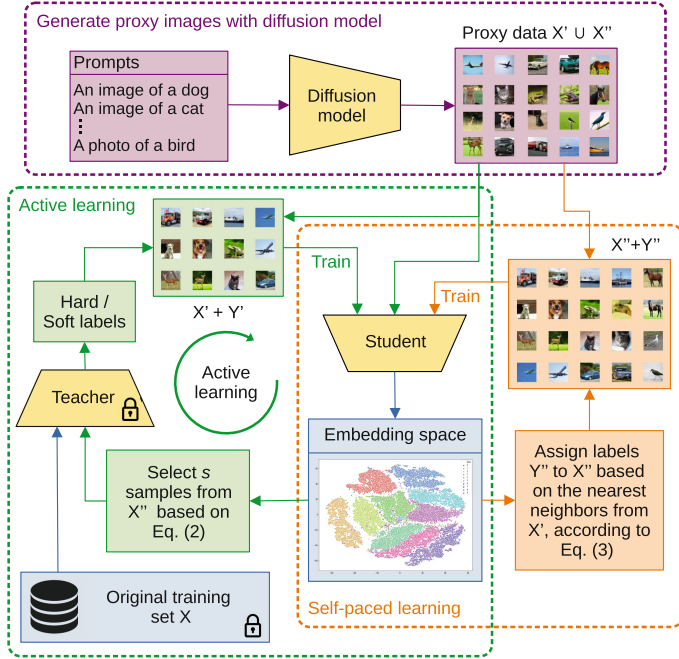 Generate proxy images with diffusion model
Prompts
An image of a dog
An image of a cat
A photo of a bird
Diffusion
model
Proxy data X' ∪ X''
Active learning
X' + Y'
Hard /
Soft labels
Train
Train
X''+Y''
Student
Teacher
Active
learning
Embedding space
Select s
samples from
X'' based on
Eq. (2)
Assign labels
Y'' to X'' based
on the nearest
neighbors from
X', according to
Eq. (3)
Original training
set X
Self-paced learning